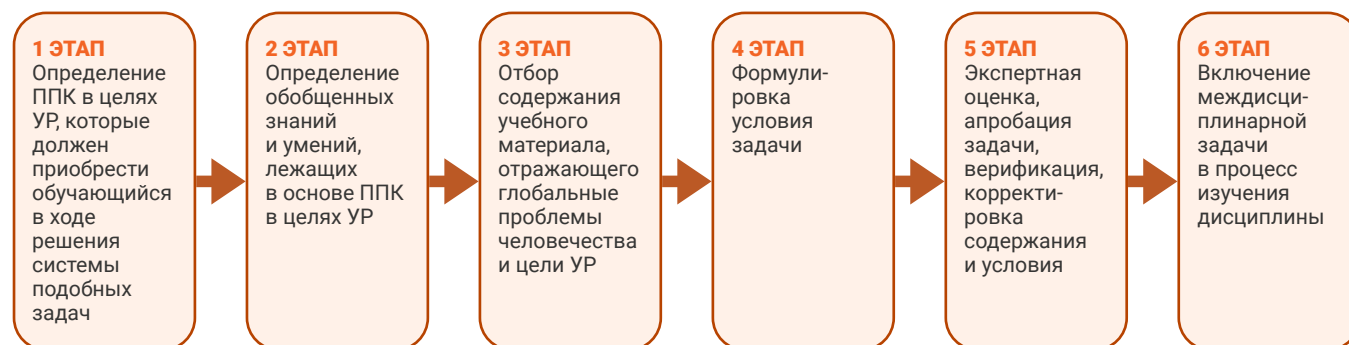 1 ЭТАП
Определение
ППК в целях
УР, которые
должен
приобрести
обучающийся
в ходе
решения
системы
подобных
задач
2 ЭТАП
Определение
обобщенных
знаний
и умений,
лежащих
в основе ППК
в целях УР
3 ЭТАП
Отбор
содержания
учебного
материала,
отражающего
глобальные
проблемы
человечества
и цели УР
4 ЭТАП
Формули-
ровка
условия
задачи
5 ЭТАП
Экспертная
оценка,
апробация
задачи,
верификация,
корректи-
ровка
содержания
и условия
6 ЭТАП
Включение
междисци-
плинарной
задачи
в процесс
изучения
дисциплины